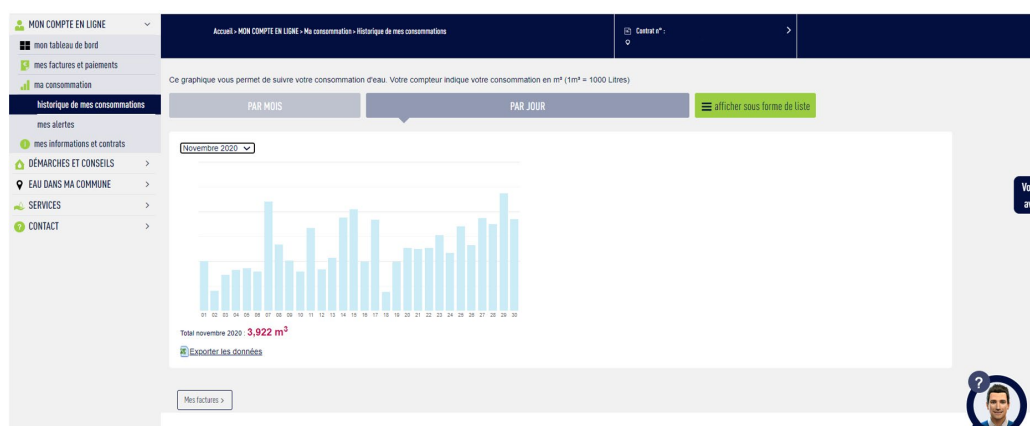 MON COMPTE EN LIGNE
mon tableau de bord
mes factures et paiements
ma consommation
historique de mes consommations
mes alertes
mes informations et contrats
DÉMARCHES ET CONSEILS
EAU DANS MA COMMUNE
SERVICES
CONTACT
Accueil > MON COMPTE EN LIGNE > Ma consommation > Historique de mes consommations
Contrat n° :
Ce graphique vous permet de suivre votre consommation d'eau. Votre compteur indique votre consommation en m³ (1m³ = 1000 Litres)
PAR MOIS
PAR JOUR
afficher sous forme de liste
Novembre 2020
01 02 03 04 05 06 07 08 09 10 11 12 13 14 15 16 17 18 19 20 21 22 23 24 25 26 27 28 29 30
Total novembre 2020 : 3,922 m³
Exporter les données
Mes factures >
Vo
av
?